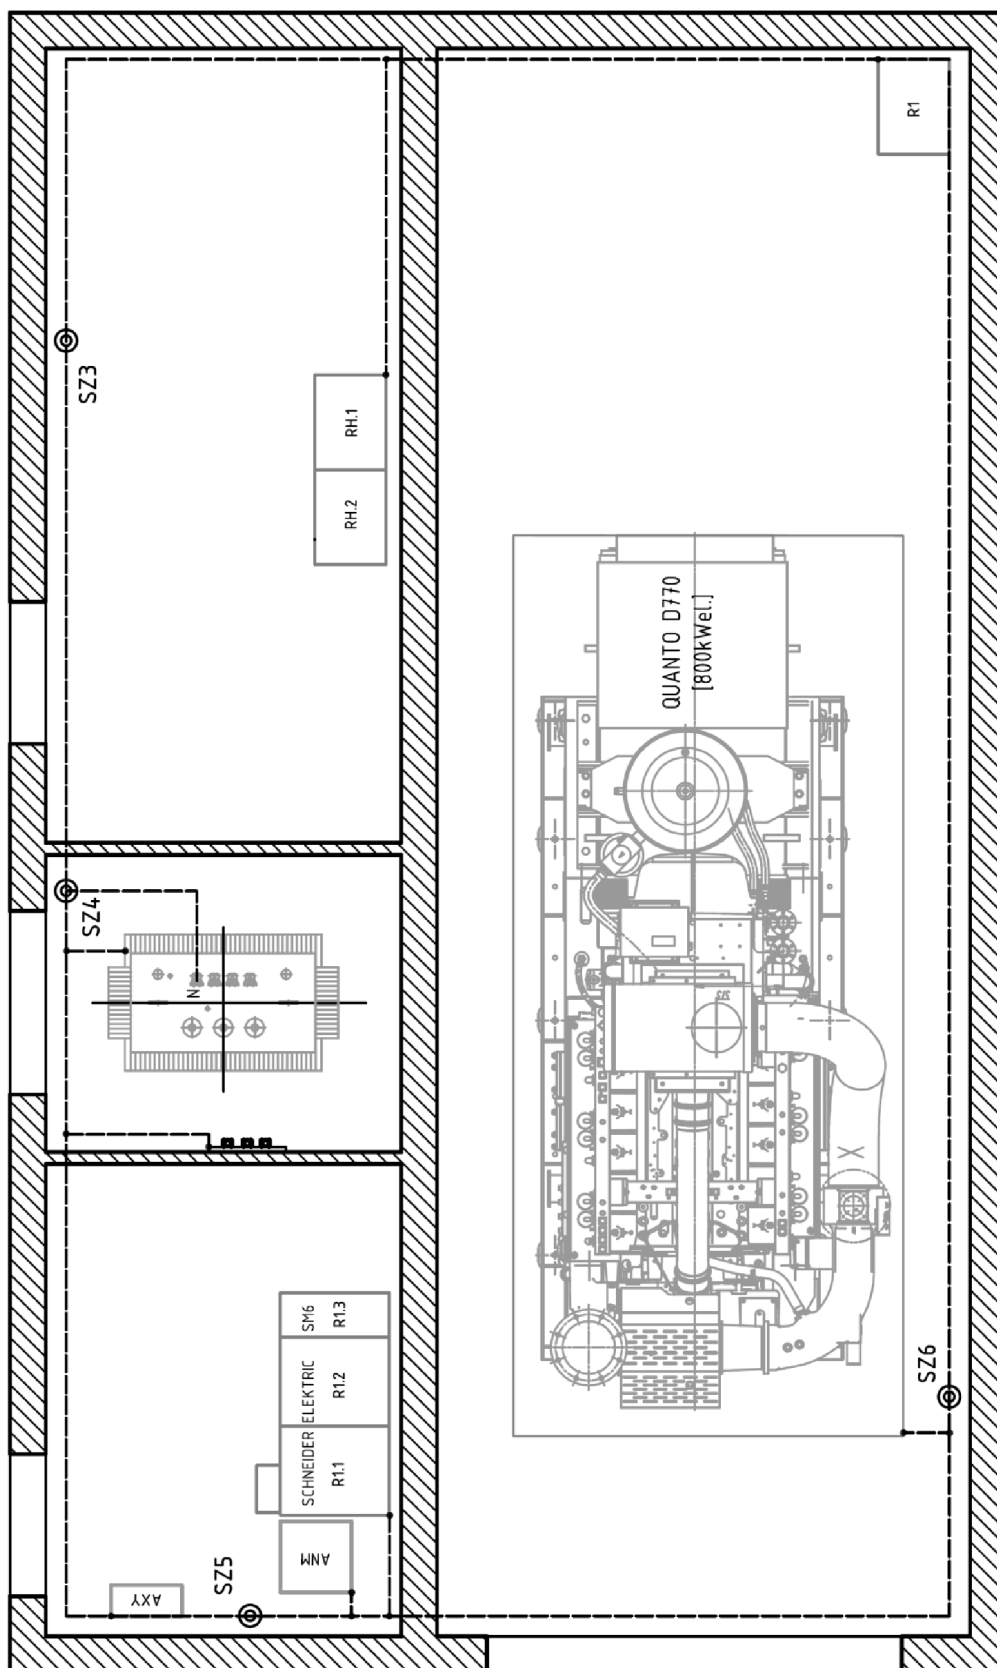 R1
SZ3
RH.1
RH.2
QUANTO D770
[800kWel.]
SZ4
N
SM6
R1.3
SCHNEIDER ELEKTRIC
R1.2
R1.1
SZ6
ANM
SZ5
AXY